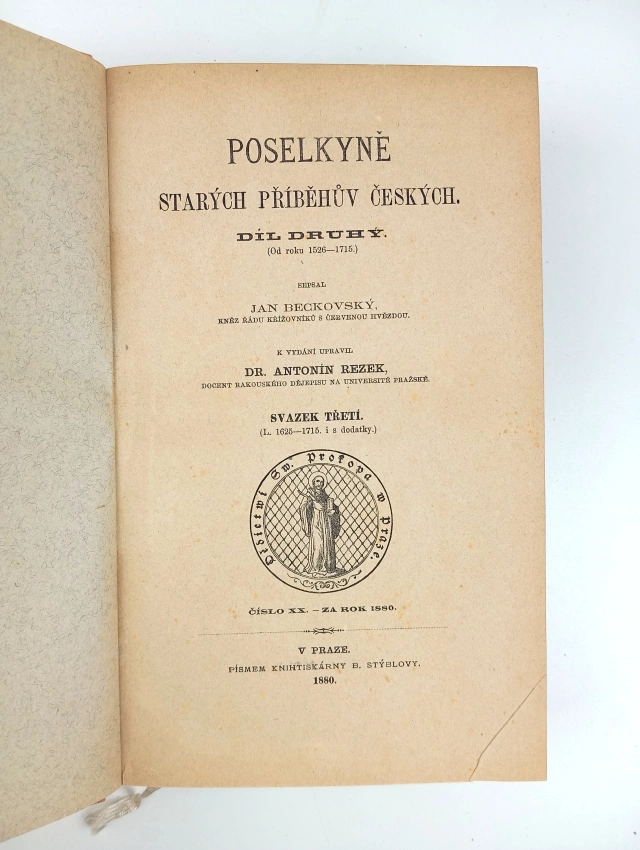 POSELKYNĚ
STARÝCH PŘÍBĚHŮV ČESKÝCH.
DÍL DRUHÝ.
(Od roku 1526—1715.)
SEPSAL
JAN BECKOVSKÝ,
KNĚZ ŘÁDU KŘÍŽOVNÍKŮ S ČERVENOU HVĚZDOU.
K VYDÁNÍ UPRAVIL
DR. ANTONÍN REZEK,
DOCENT RAKOUSKÉHO DĚJEPISU NA UNIVERSITĚ PRAŽSKÉ.
SVAZEK TŘETÍ.
(L. 1625—1715. i s dodatky.)
Dědictwí Sw. Prokopa w Praze.
ČÍSLO XX. – ZA ROK 1880.
V PRAZE.
PÍSMEM KNIHTISKÁRNY B. STÝBLOVY.
1880.